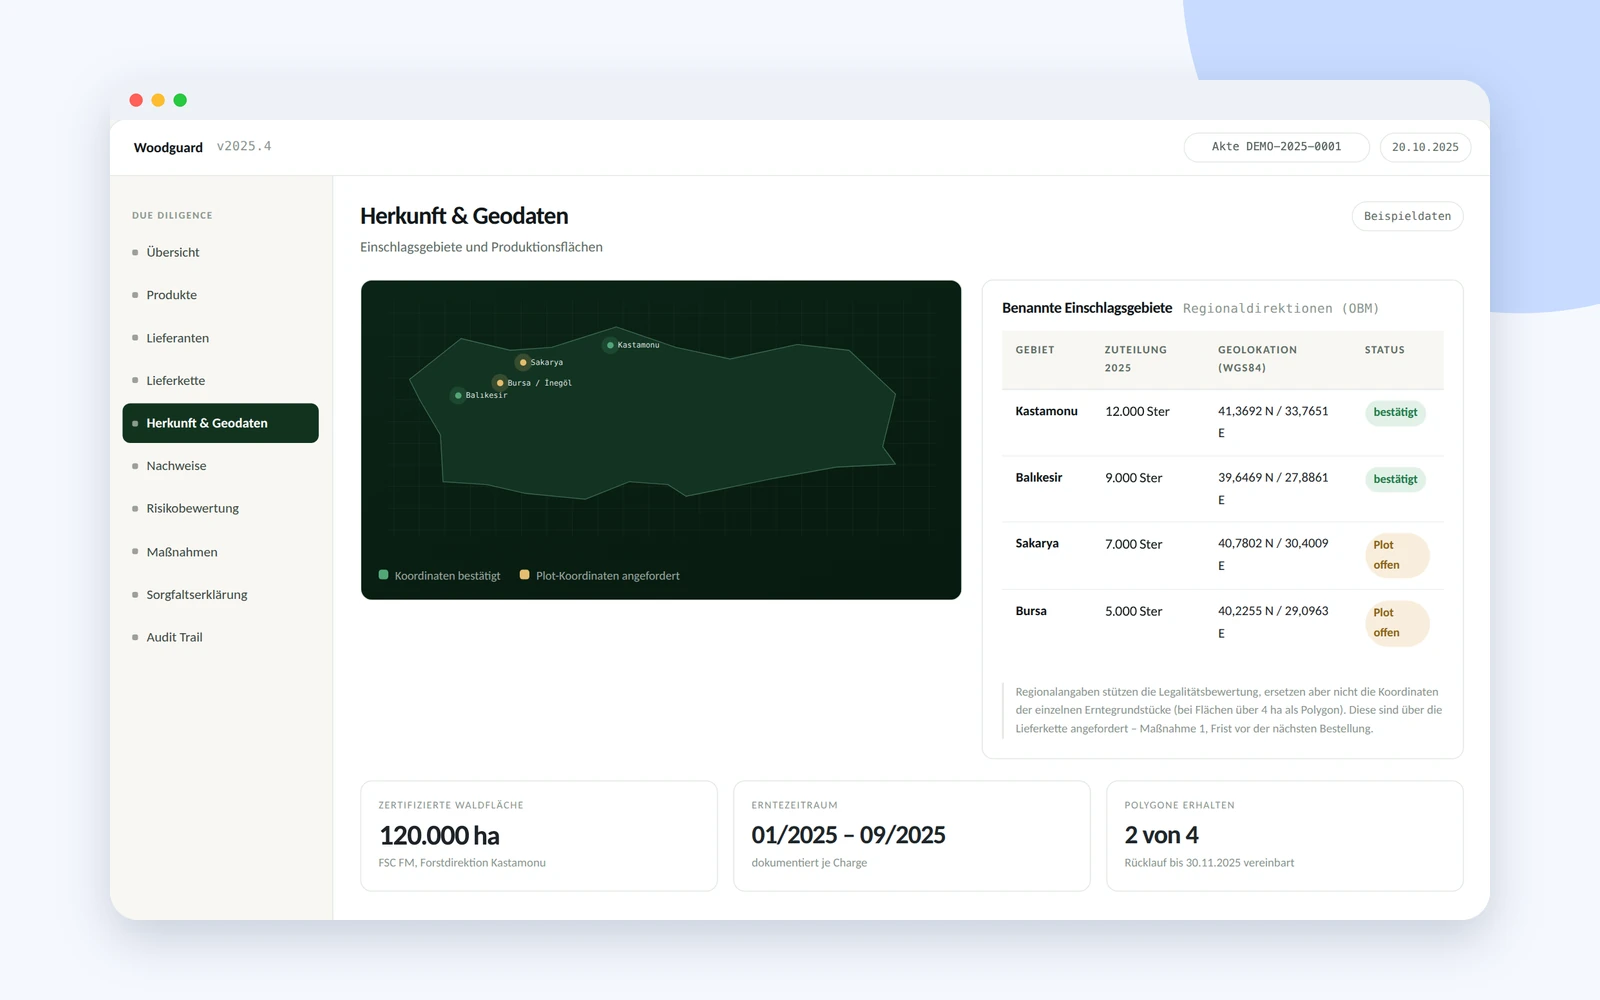 Woodguard v2025.4
Akte DEMO-2025-0001
20.10.2025
DUE DILIGENCE
Übersicht
Produkte
Lieferanten
Lieferkette
Herkunft & Geodaten
Nachweise
Risikobewertung
Maßnahmen
Sorgfaltserklärung
Audit Trail
Herkunft & Geodaten
Beispieldaten
Einschlagsgebiete und Produktionsflächen
Kastamonu
Sakarya
Bursa / İnegöl
Balıkesir
Koordinaten bestätigt
Plot-Koordinaten angefordert
Benannte Einschlagsgebiete Regionaldirektionen (OBM)
GEBIET
ZUTEILUNG
2025
GEOLOKATION
(WGS84)
STATUS
Kastamonu
12.000 Ster
41,3692 N / 33,7651
E
bestätigt
Balıkesir
9.000 Ster
39,6469 N / 27,8861
E
bestätigt
Sakarya
7.000 Ster
40,7802 N / 30,4009
E
Plot
offen
Bursa
5.000 Ster
40,2255 N / 29,0963
E
Plot
offen
Regionalangaben stützen die Legalitätsbewertung, ersetzen aber nicht die Koordinaten
der einzelnen Erntegrundstücke (bei Flächen über 4 ha als Polygon). Diese sind über die
Lieferkette angefordert – Maßnahme 1, Frist vor der nächsten Bestellung.
ZERTIFIZIERTE WALDFLÄCHE
120.000 ha
FSC FM, Forstdirektion Kastamonu
ERNTEZEITRAUM
01/2025 – 09/2025
dokumentiert je Charge
POLYGONE ERHALTEN
2 von 4
Rücklauf bis 30.11.2025 vereinbart